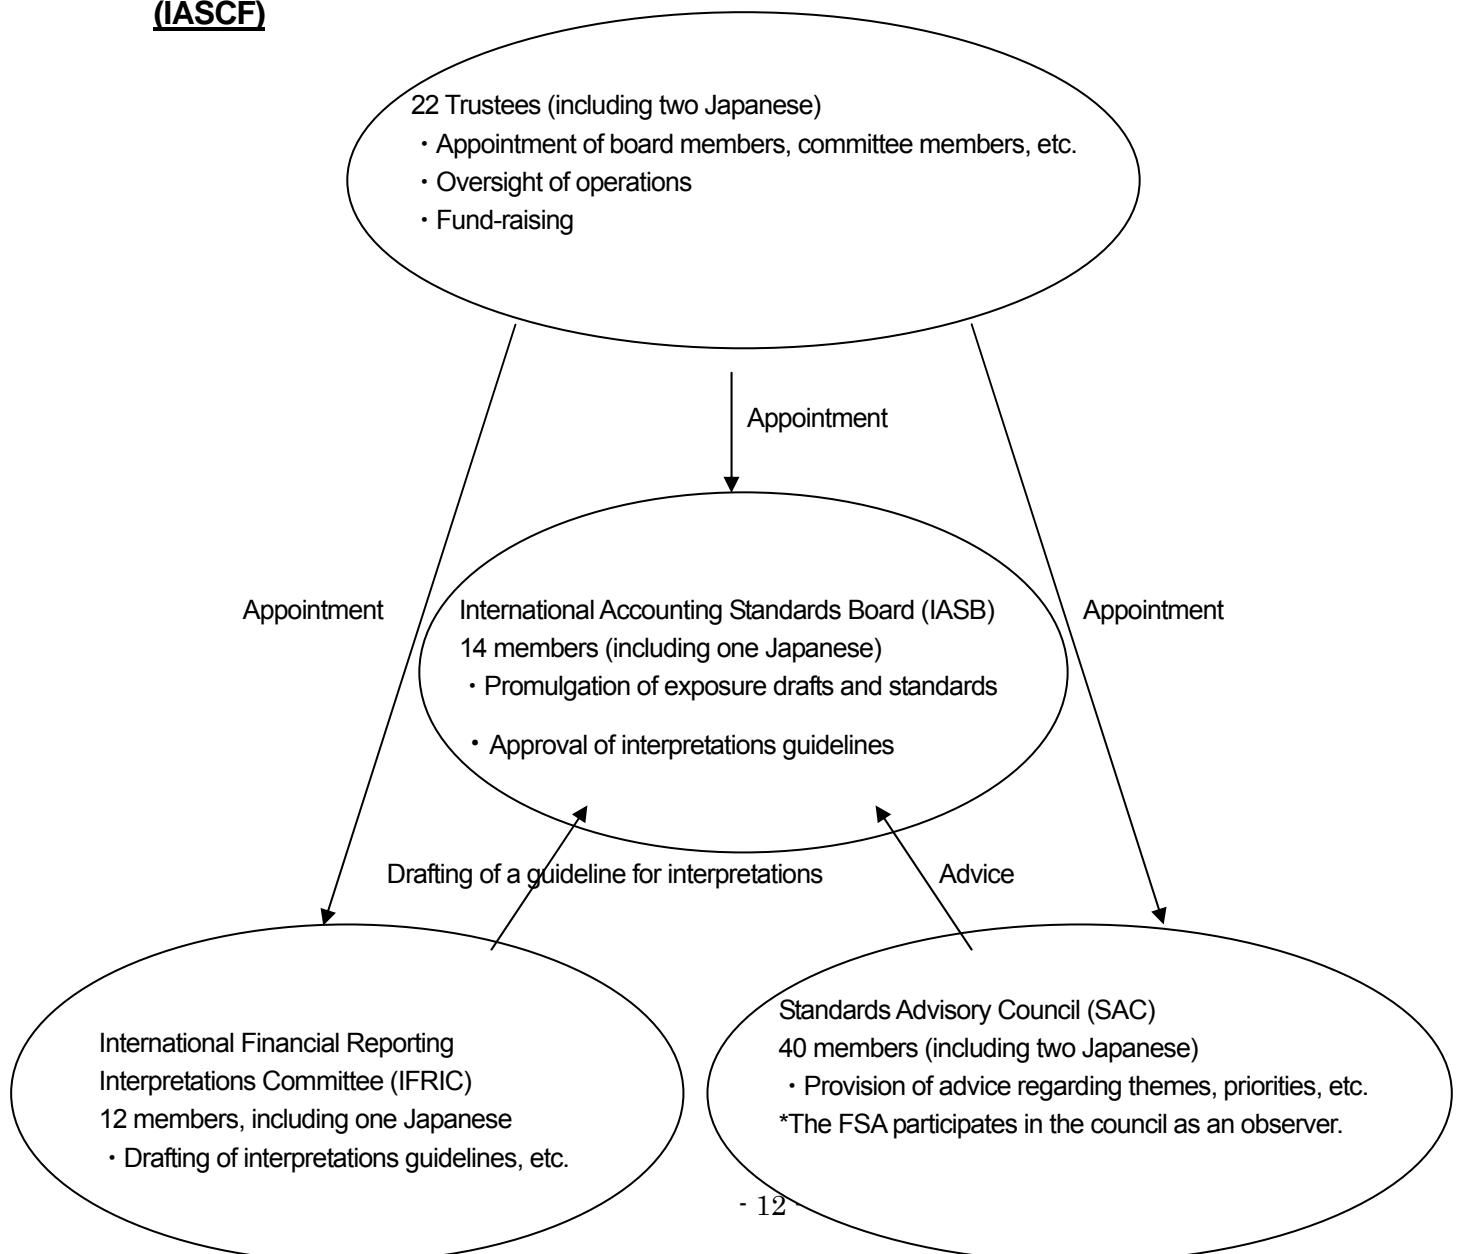 (IASCF)
22 Trustees (including two Japanese)
・Appointment of board members, committee members, etc.
・Oversight of operations
・Fund-raising
Appointment
Appointment
Appointment
International Accounting Standards Board (IASB)
14 members (including one Japanese)
・Promulgation of exposure drafts and standards
・Approval of interpretations guidelines
Drafting of a guideline for interpretations
Advice
International Financial Reporting
Interpretations Committee (IFRIC)
12 members, including one Japanese
・Drafting of interpretations guidelines, etc.
Standards Advisory Council (SAC)
40 members (including two Japanese)
・Provision of advice regarding themes, priorities, etc.
*The FSA participates in the council as an observer.
- 12 -